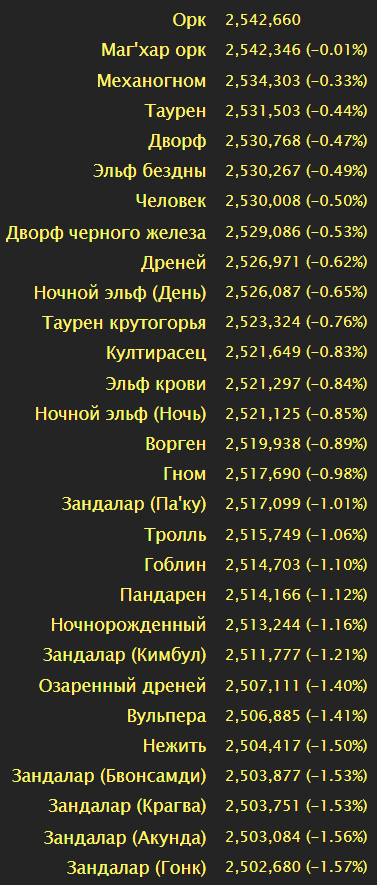 Орк 2,542,660
Маг'хар орк 2,542,346 (-0.01%)
Механогном 2,534,303 (-0.33%)
Таурен 2,531,503 (-0.44%)
Дворф 2,530,768 (-0.47%)
Эльф бездны 2,530,267 (-0.49%)
Человек 2,530,008 (-0.50%)
Дворф черного железа 2,529,086 (-0.53%)
Дреней 2,526,971 (-0.62%)
Ночной эльф (День) 2,526,087 (-0.65%)
Таурен крутогорья 2,523,324 (-0.76%)
Култирасец 2,521,649 (-0.83%)
Эльф крови 2,521,297 (-0.84%)
Ночной эльф (Ночь) 2,521,125 (-0.85%)
Ворген 2,519,938 (-0.89%)
Гном 2,517,690 (-0.98%)
Зандалар (Па'ку) 2,517,099 (-1.01%)
Тролль 2,515,749 (-1.06%)
Гоблин 2,514,703 (-1.10%)
Пандарен 2,514,166 (-1.12%)
Ночнорожденный 2,513,244 (-1.16%)
Зандалар (Кимбул) 2,511,777 (-1.21%)
Озаренный дреней 2,507,111 (-1.40%)
Вульпера 2,506,885 (-1.41%)
Нежить 2,504,417 (-1.50%)
Зандалар (Бвонсамди) 2,503,877 (-1.53%)
Зандалар (Крагва) 2,503,751 (-1.53%)
Зандалар (Акунда) 2,503,084 (-1.56%)
Зандалар (Гонк) 2,502,680 (-1.57%)